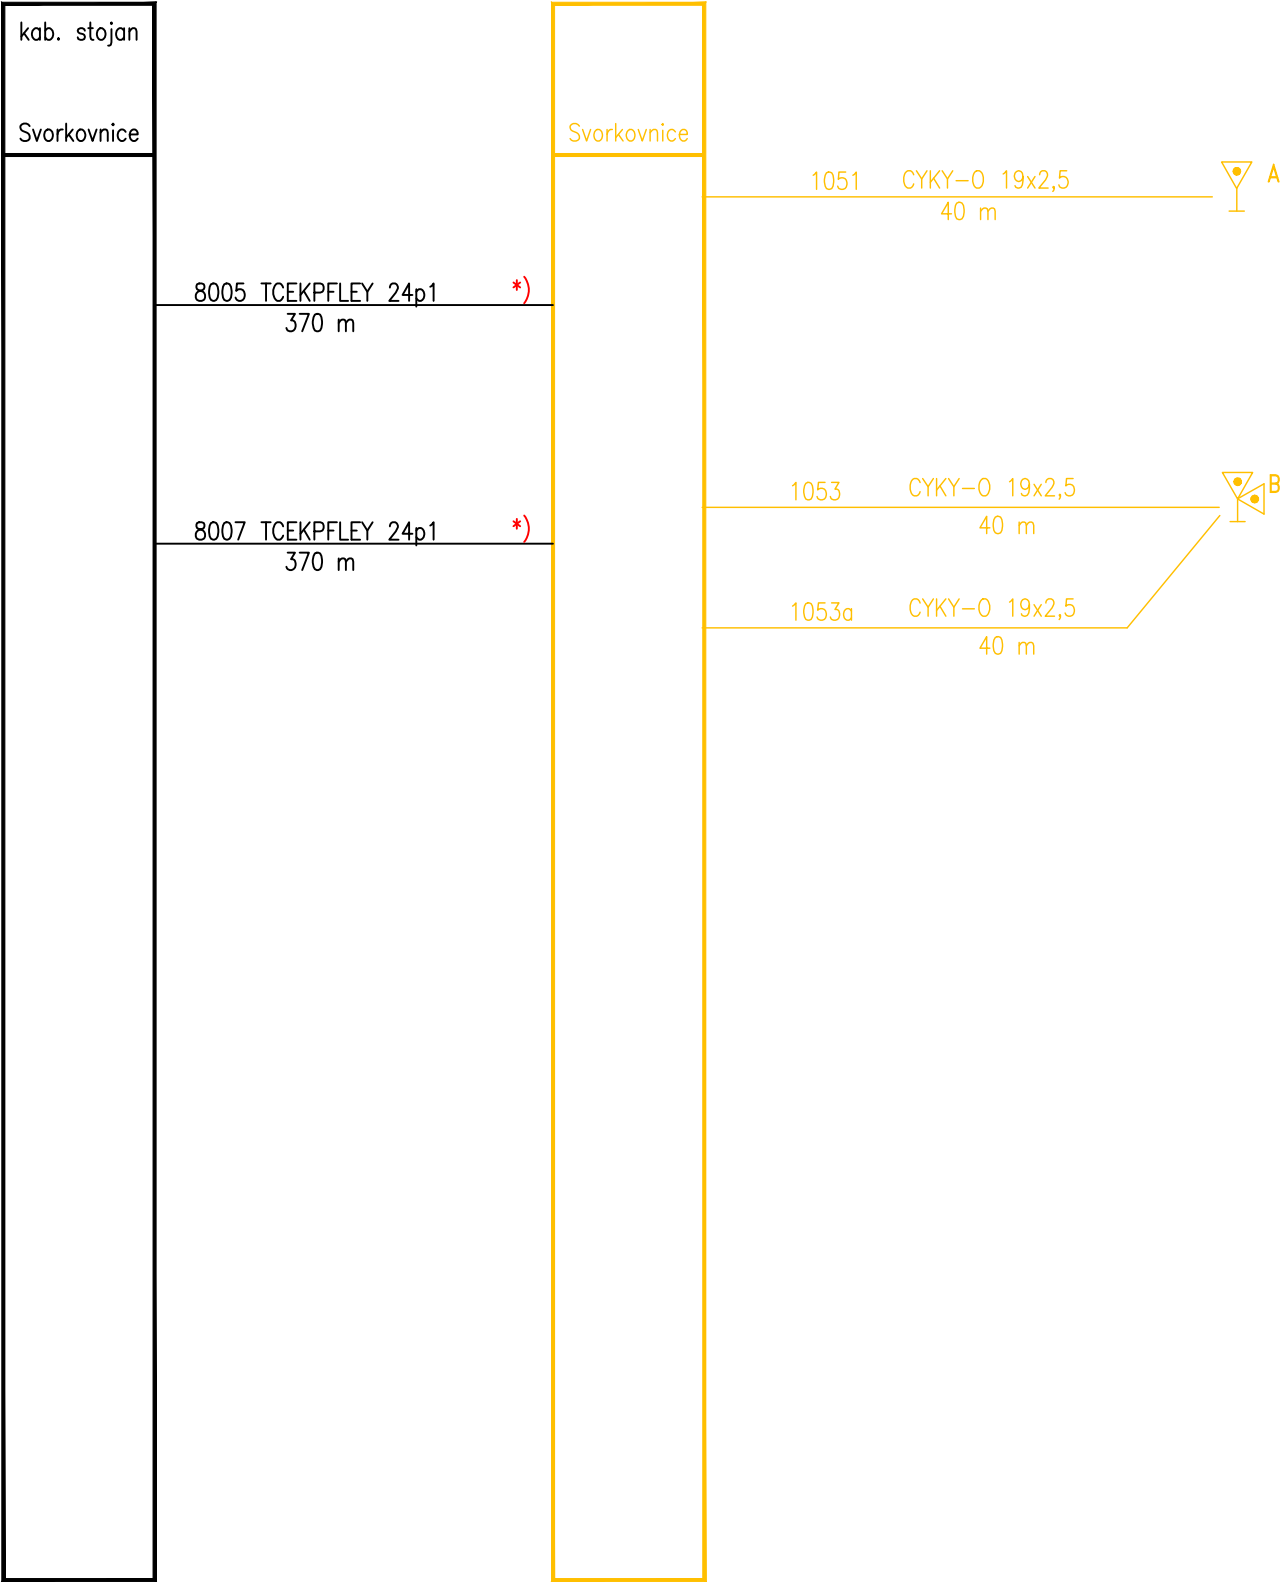 kab. stojan
Svorkovnice
Svorkovnice
1051 CYKY-O 19x2,5 A
40 m
8005 TCEKPFLEY 24p1 *)
370 m
1053 CYKY-O 19x2,5 B
40 m
8007 TCEKPFLEY 24p1 *)
370 m
1053a CYKY-O 19x2,5
40 m